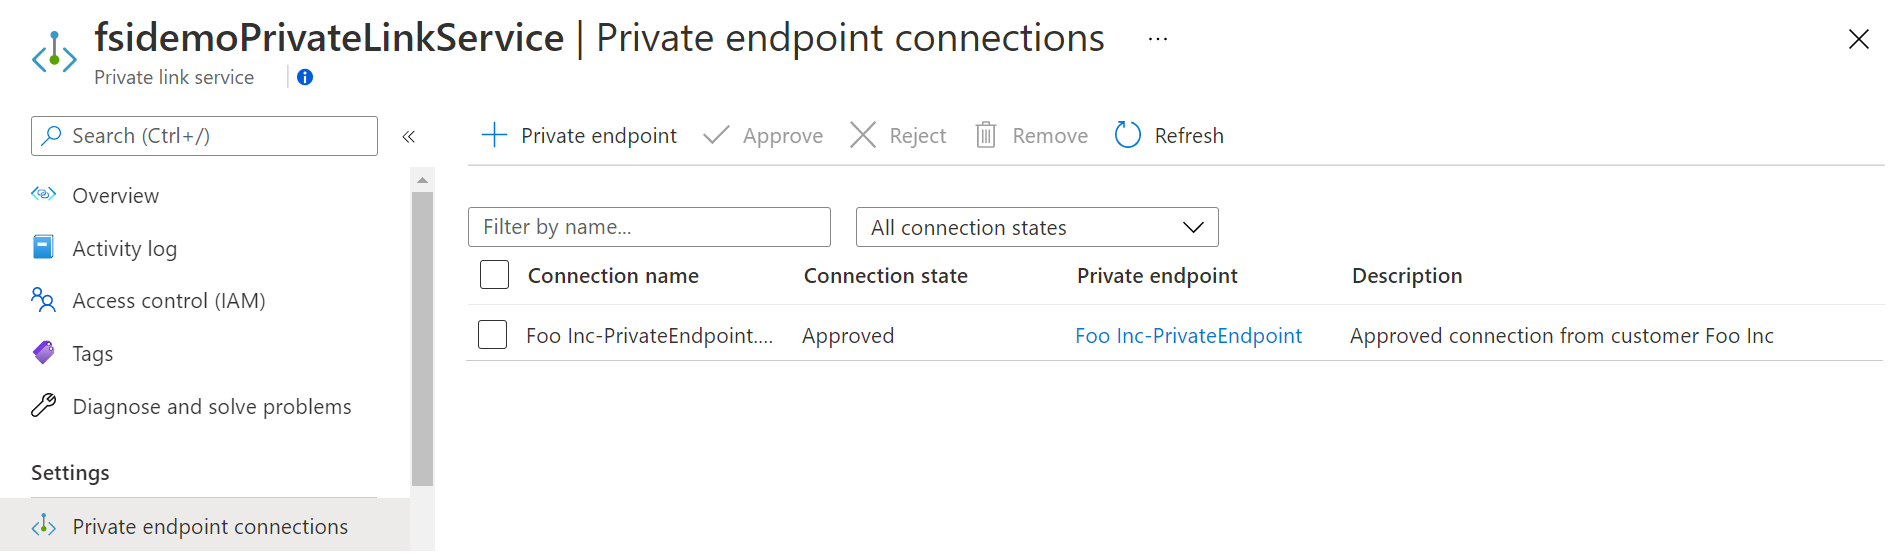 fsidemoPrivateLinkService | Private endpoint connections ...
Private link service
Search (Ctrl+/)
«
Overview
Activity log
Access control (IAM)
Tags
Diagnose and solve problems
Settings
Private endpoint connections
Private endpoint Approve Reject Remove Refresh
Filter by name... All connection states
Connection name Connection state Private endpoint Description
Foo Inc-PrivateEndpoint.... Approved Foo Inc-PrivateEndpoint Approved connection from customer Foo Inc